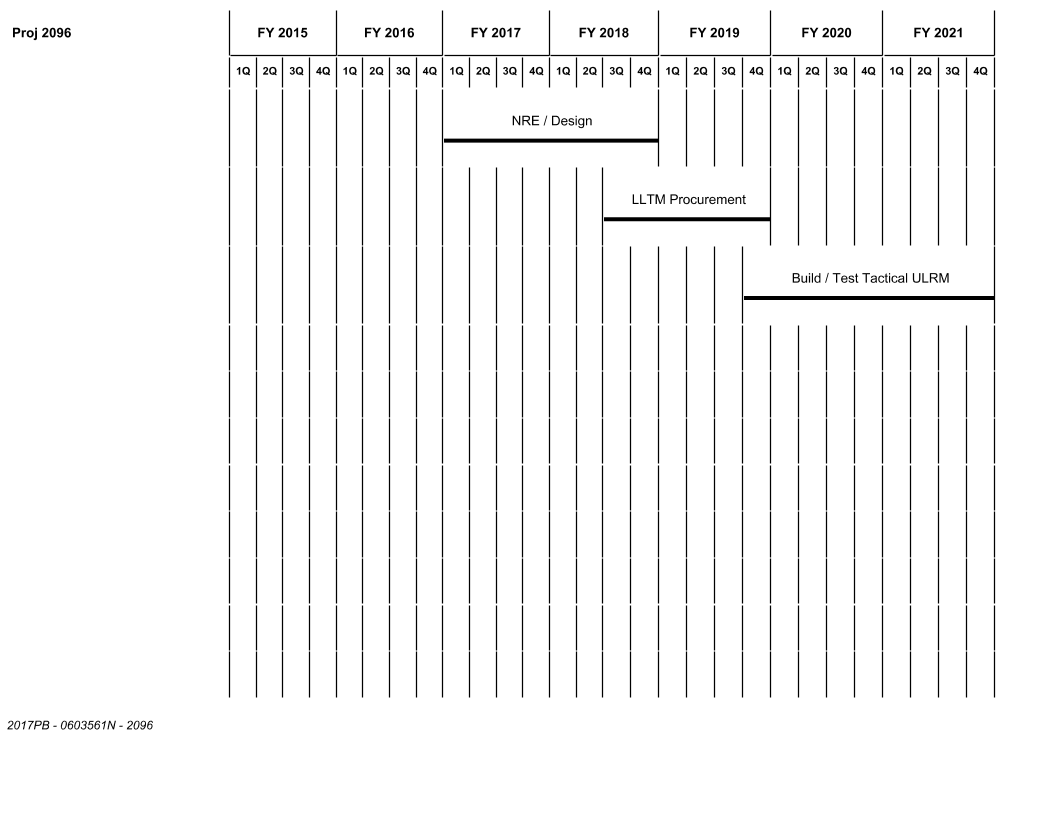 Proj 2096 FY 2015 FY 2016 FY 2017 FY 2018 FY 2019 FY 2020 FY 2021
1Q 2Q 3Q 4Q 1Q 2Q 3Q 4Q 1Q 2Q 3Q 4Q 1Q 2Q 3Q 4Q 1Q 2Q 3Q 4Q 1Q 2Q 3Q 4Q 1Q 2Q 3Q 4Q
NRE / Design
LLTM Procurement
Build / Test Tactical ULRM
2017PB - 0603561N - 2096